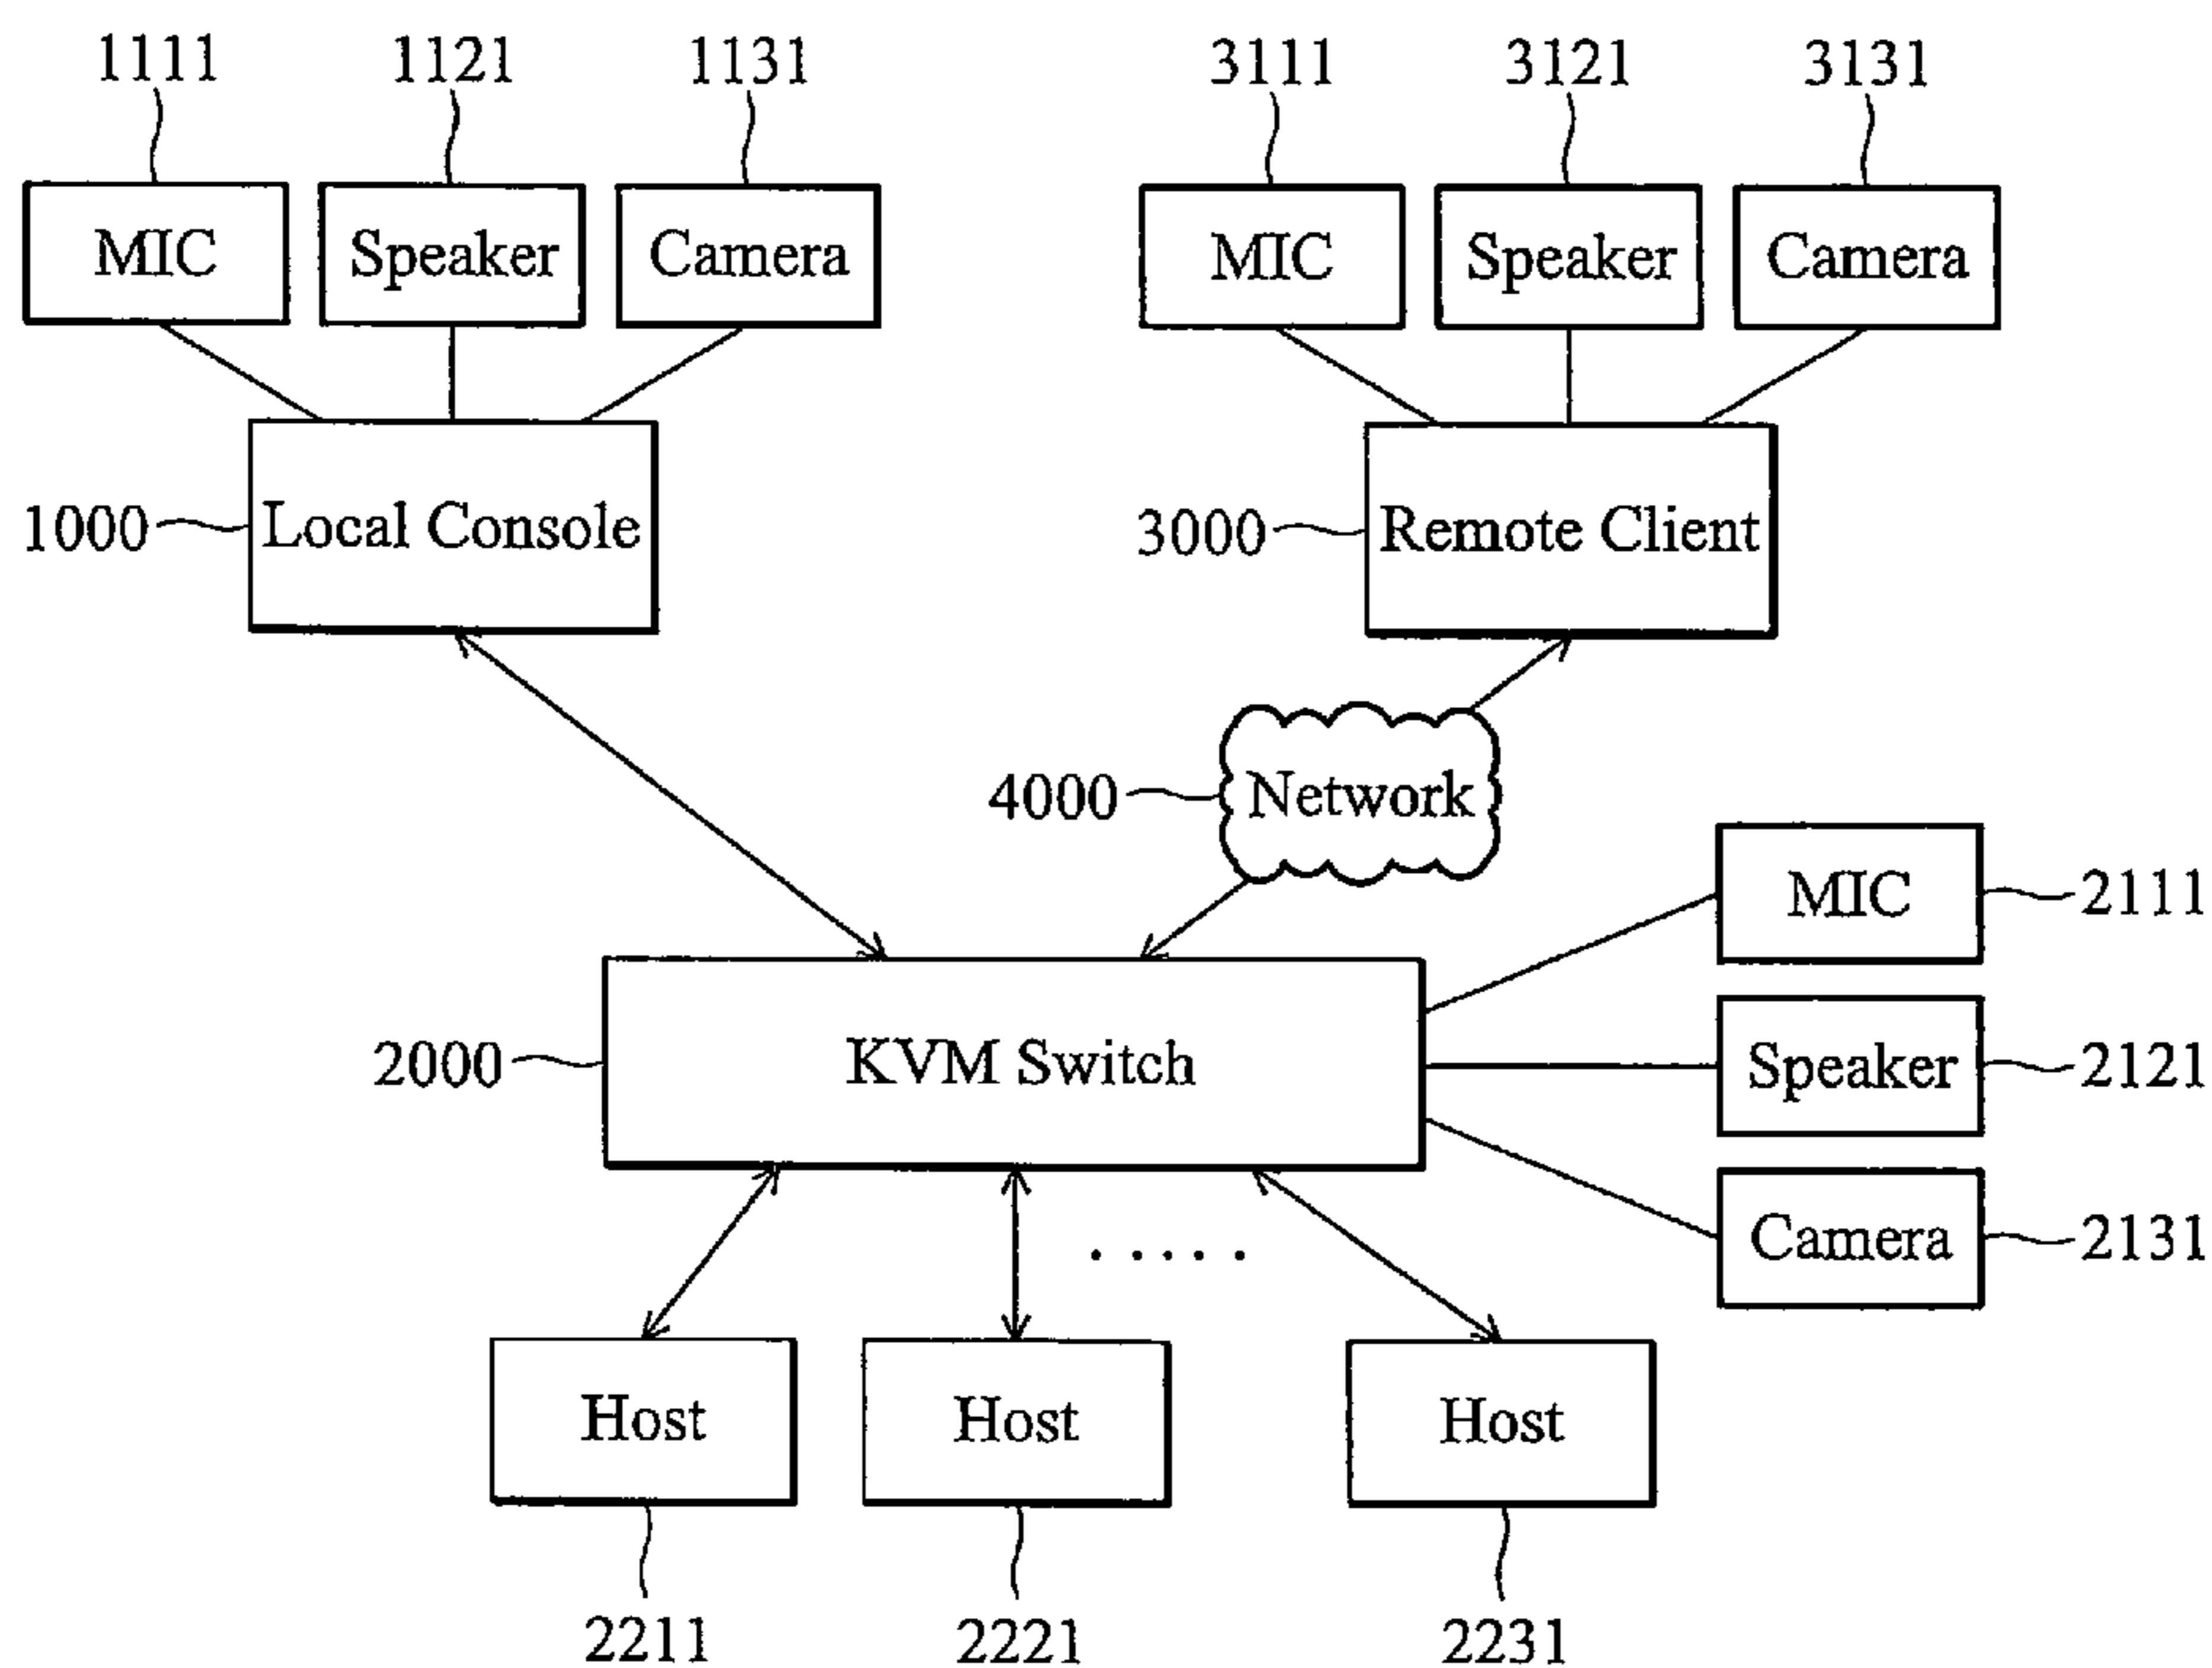 1111 1121 1131 3111 3121 3131
MIC Speaker Camera MIC Speaker Camera
1000 Local Console 3000 Remote Client
4000 Network
MIC 2111
2000 KVM Switch Speaker 2121
Camera 2131
.....
Host Host Host
2211 2221 2231